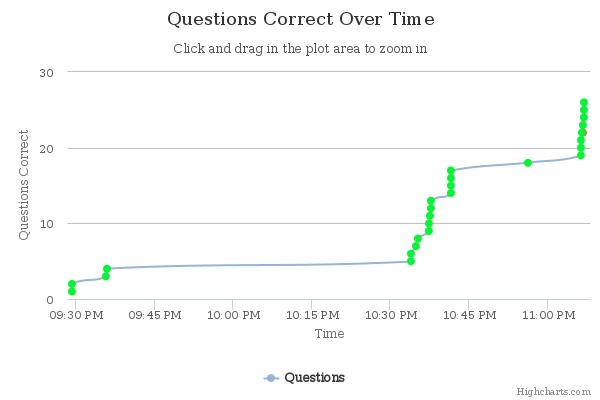 Questions Correct Over Time
Click and drag in the plot area to zoom in
Questions Correct
30
20
10
0
09:30 PM 09:45 PM 10:00 PM 10:15 PM 10:30 PM 10:45 PM 11:00 PM
Time
Questions
Highcharts.com